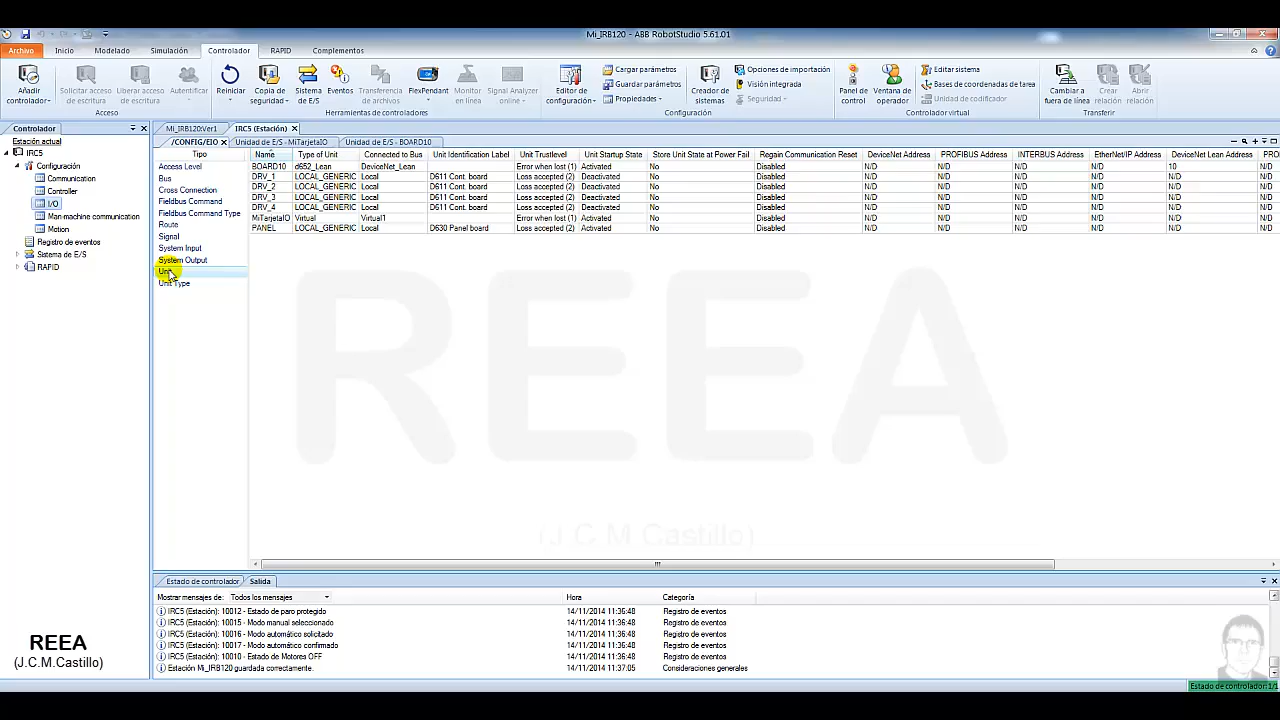 Mi_IRB120 - ABB RobotStudio 5.61.01
Archivo Inicio Modelado Simulación Controlador RAPID Complementos
Añadir controlador
Solicitar acceso de escritura
Liberar acceso de escritura
Autentificar
Acceso
Reiniciar
Copia de seguridad
Sistema de E/S
Eventos
Transferencia de archivos
FlexPendant
Monitor en línea
Signal Analyzer online
Herramientas de controladores
Editor de configuración
Cargar parámetros
Guardar parámetros
Propiedades
Creador de sistemas
Opciones de importación
Visión integrada
Seguridad
Configuración
Panel de control
Ventana de operador
Editar sistema
Bases de coordenadas de tarea
Unidad de codificador
Controlador virtual
Cambiar a fuera de línea
Crear relación
Abrir relación
Transferir
Controlador
Estación actual
IRC5
Configuración
Communication
Controller
I/O
Man-machine communication
Motion
Registro de eventos
Sistema de E/S
RAPID
Mi_IRB120:Ver1 IRC5 (Estación)
/CONFIG/EIO Unidad de E/S - MiTarjetaIO Unidad de E/S - BOARD10
Tipo
Access Level
Bus
Cross Connection
Fieldbus Command
Fieldbus Command Type
Route
Signal
System Input
System Output
Unit Type
Name Type of Unit Connected to Bus Unit Identification Label Unit Trustlevel Unit Startup State Store Unit State at Power Fail Regain Communication Reset DeviceNet Address PROFIBUS Address INTERBUS Address EtherNet/IP Address DeviceNet Lean Address PRO
BOARD10 d652_Lean DeviceNet_Lean Error when lost (1) Activated No Disabled N/D N/D N/D N/D 10 N/D
DRV_1 LOCAL_GENERIC Local D611 Cont. board Loss accepted (2) Deactivated No Disabled N/D N/D N/D N/D N/D N/D
DRV_2 LOCAL_GENERIC Local D611 Cont. board Loss accepted (2) Deactivated No Disabled N/D N/D N/D N/D N/D N/D
DRV_3 LOCAL_GENERIC Local D611 Cont. board Loss accepted (2) Deactivated No Disabled N/D N/D N/D N/D N/D N/D
DRV_4 LOCAL_GENERIC Local D611 Cont. board Loss accepted (2) Deactivated No Disabled N/D N/D N/D N/D N/D N/D
MiTarjetaIO Virtual Virtual1 Error when lost (1) Activated No Disabled N/D N/D N/D N/D N/D N/D
PANEL LOCAL_GENERIC Local D630 Panel board Loss accepted (2) Activated No Disabled N/D N/D N/D N/D N/D N/D
REEA
(J.C.M.Castillo)
Estado de controlador Salida
Mostrar mensajes de: Todos los mensajes Hora Categoría
IRC5 (Estación): 10012 - Estado de paro protegido 14/11/2014 11:36:48 Registro de eventos
IRC5 (Estación): 10015 - Modo manual seleccionado 14/11/2014 11:36:48 Registro de eventos
IRC5 (Estación): 10016 - Modo automático solicitado 14/11/2014 11:36:48 Registro de eventos
IRC5 (Estación): 10017 - Modo automático confirmado 14/11/2014 11:36:48 Registro de eventos
IRC5 (Estación): 10010 - Estado de Motores OFF 14/11/2014 11:36:48 Registro de eventos
Estación Mi_IRB120 guardada correctamente. 14/11/2014 11:37:05 Consideraciones generales
REEA
(J.C.M.Castillo)
Estado de controlador: 1/1